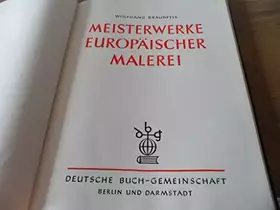 WOLFGANG BRAUNFELS
MEISTERWERKE
EUROPÄISCHER
MALEREI
dbg
DEUTSCHE BUCH-GEMEINSCHAFT
BERLIN UND DARMSTADT